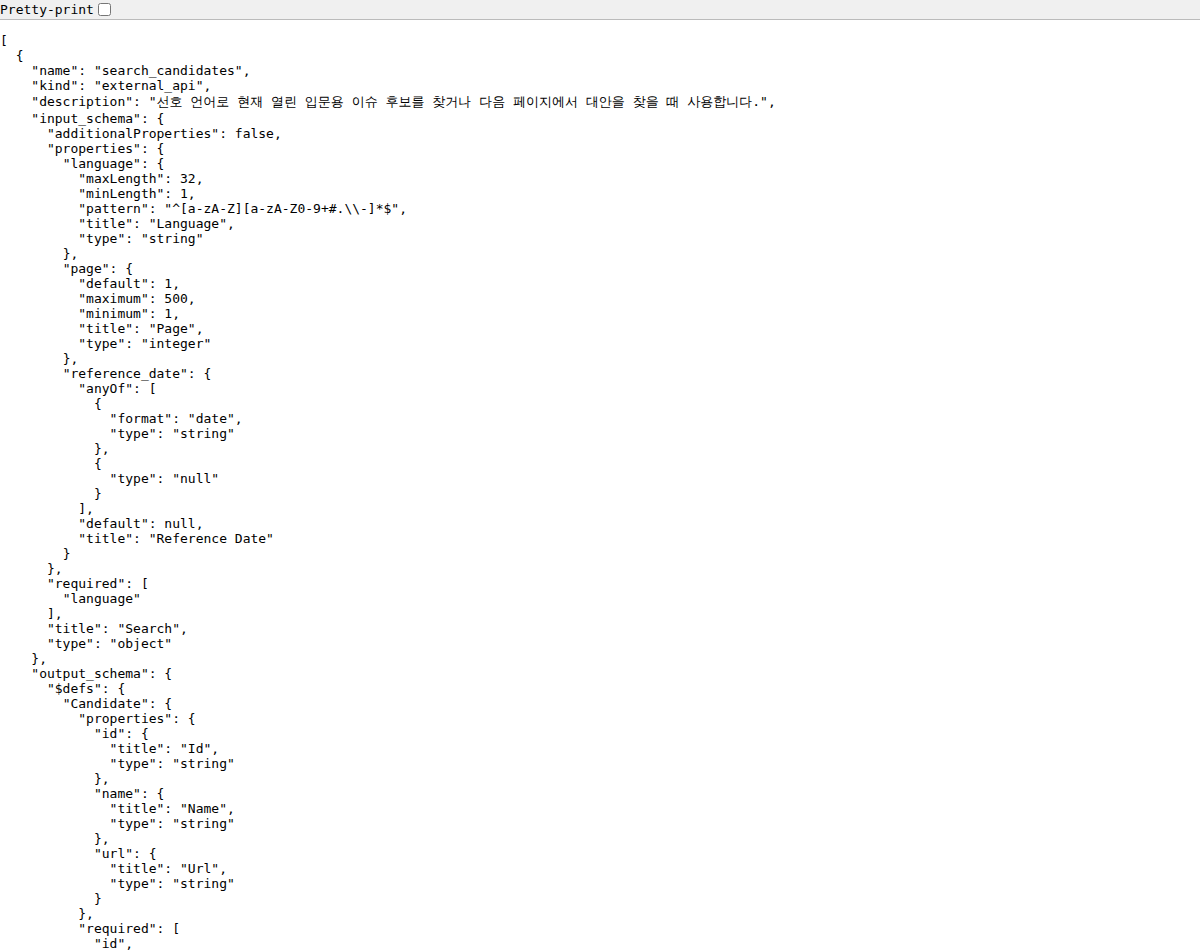 Pretty-print
[
  {
    "name": "search_candidates",
    "kind": "external_api",
    "description": "선호 언어로 현재 열린 입문용 이슈 후보를 찾거나 다음 페이지에서 대안을 찾을 때 사용합니다.",
    "input_schema": {
      "additionalProperties": false,
      "properties": {
        "language": {
          "maxLength": 32,
          "minLength": 1,
          "pattern": "^[a-zA-Z][a-zA-Z0-9+#.\\-]*$",
          "title": "Language",
          "type": "string"
        },
        "page": {
          "default": 1,
          "maximum": 500,
          "minimum": 1,
          "title": "Page",
          "type": "integer"
        },
        "reference_date": {
          "anyOf": [
            {
              "format": "date",
              "type": "string"
            },
            {
              "type": "null"
            }
          ],
          "default": null,
          "title": "Reference Date"
        }
      },
      "required": [
        "language"
      ],
      "title": "Search",
      "type": "object"
    },
    "output_schema": {
      "$defs": {
        "Candidate": {
          "properties": {
            "id": {
              "title": "Id",
              "type": "string"
            },
            "name": {
              "title": "Name",
              "type": "string"
            },
            "url": {
              "title": "Url",
              "type": "string"
            }
          },
          "required": [
            "id",